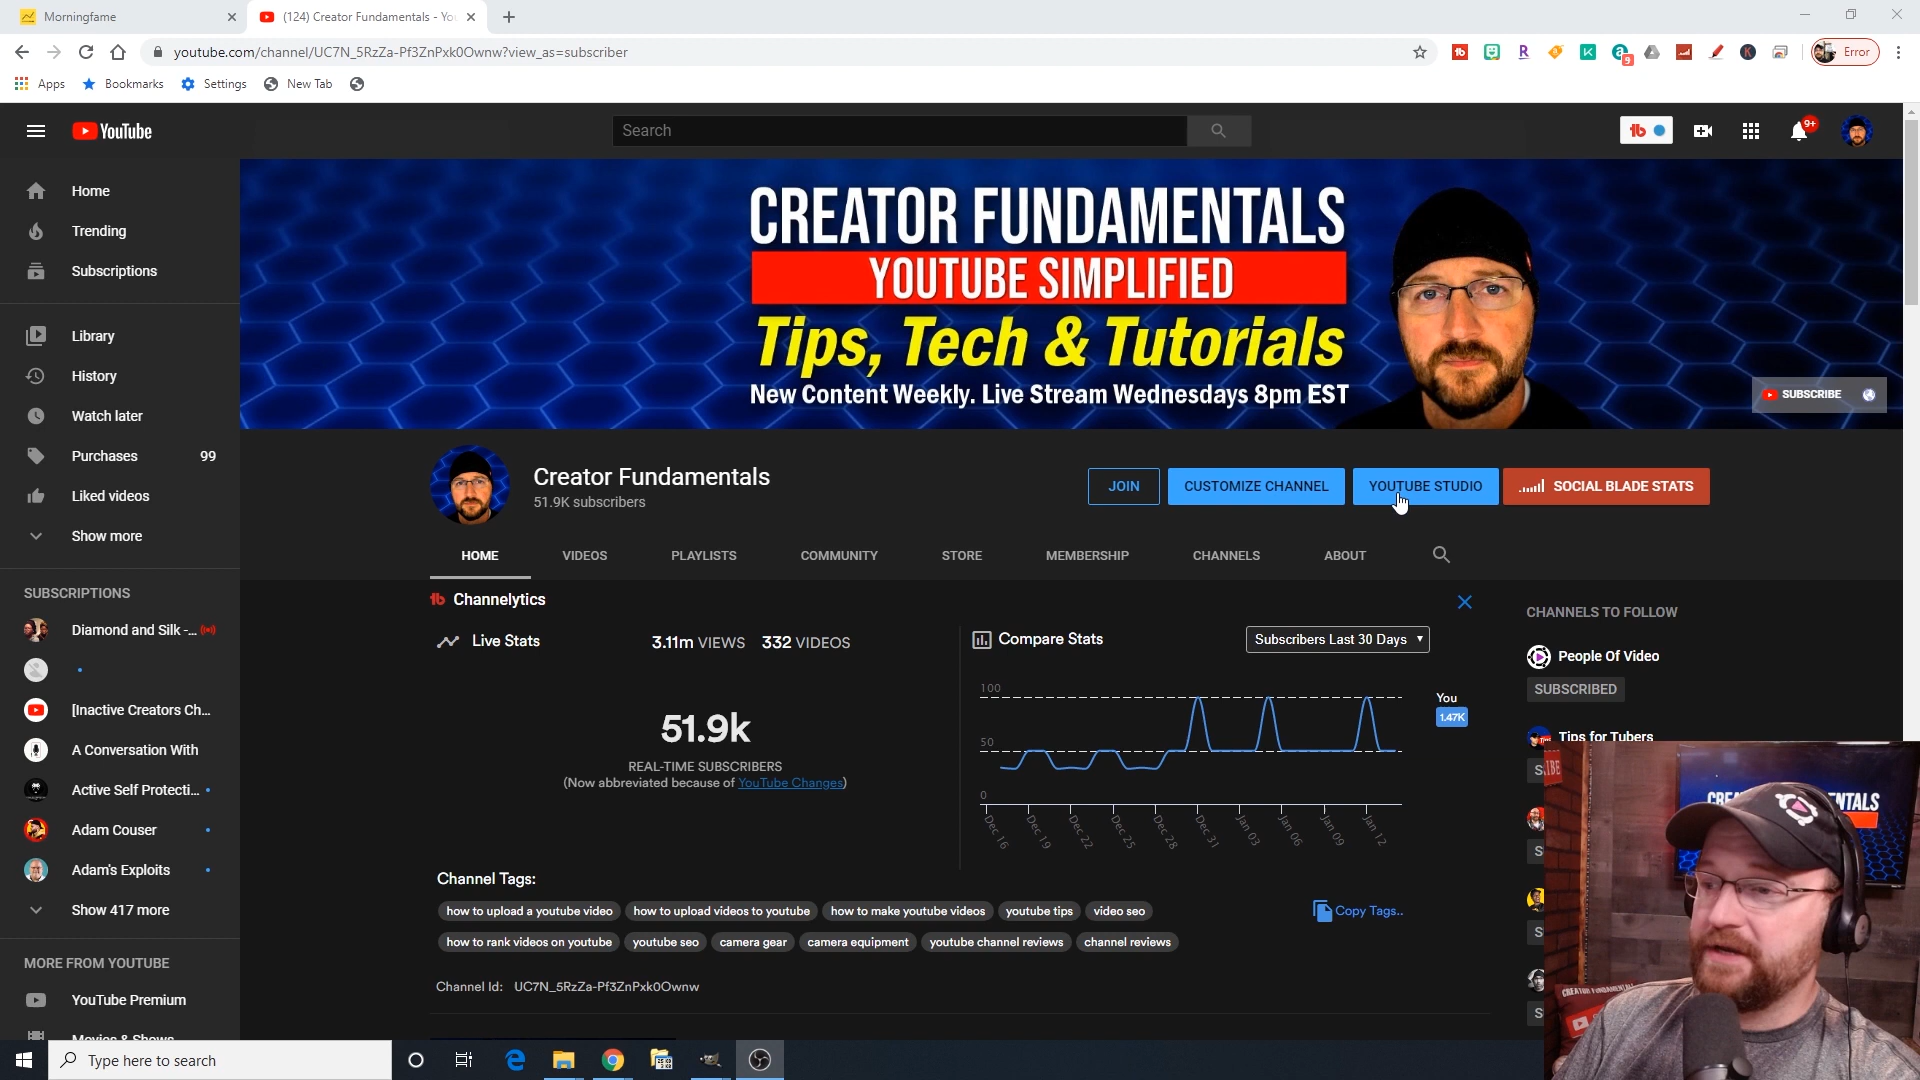 Morningfame
(124) Creator Fundamentals - You
youtube.com/channel/UC7N_5RzZa-Pf3ZnPxk0Ownw?view_as=subscriber
Error
Apps
Bookmarks
Settings
New Tab
YouTube
Search
9+
Home
Trending
Subscriptions
Library
History
Watch later
Purchases 99
Liked videos
Show more
SUBSCRIPTIONS
Diamond and Silk -...
[Inactive Creators Ch...
A Conversation With
Active Self Protecti...
Adam Couser
Adam's Exploits
Show 417 more
MORE FROM YOUTUBE
YouTube Premium
Movies & Shows
CREATOR FUNDAMENTALS
YOUTUBE SIMPLIFIED
Tips, Tech & Tutorials
New Content Weekly. Live Stream Wednesdays 8pm EST
SUBSCRIBE
Creator Fundamentals
51.9K subscribers
JOIN
CUSTOMIZE CHANNEL
YOUTUBE STUDIO
SOCIAL BLADE STATS
HOME
VIDEOS
PLAYLISTS
COMMUNITY
STORE
MEMBERSHIP
CHANNELS
ABOUT
tb Channelytics
Live Stats
3.11m VIEWS 332 VIDEOS
51.9k
REAL-TIME SUBSCRIBERS
(Now abbreviated because of YouTube Changes)
Compare Stats
Subscribers Last 30 Days
100
50
0
Dec 16
Dec 19
Dec 22
Dec 25
Dec 28
Dec 31
Jan 03
Jan 06
Jan 09
Jan 12
You
1.47K
Channel Tags:
how to upload a youtube video
how to upload videos to youtube
how to make youtube videos
youtube tips
video seo
how to rank videos on youtube
youtube seo
camera gear
camera equipment
youtube channel reviews
channel reviews
Copy Tags..
Channel Id: UC7N_5RzZa-Pf3ZnPxk0Ownw
CHANNELS TO FOLLOW
People Of Video
SUBSCRIBED
Tips for Tubers
Type here to search